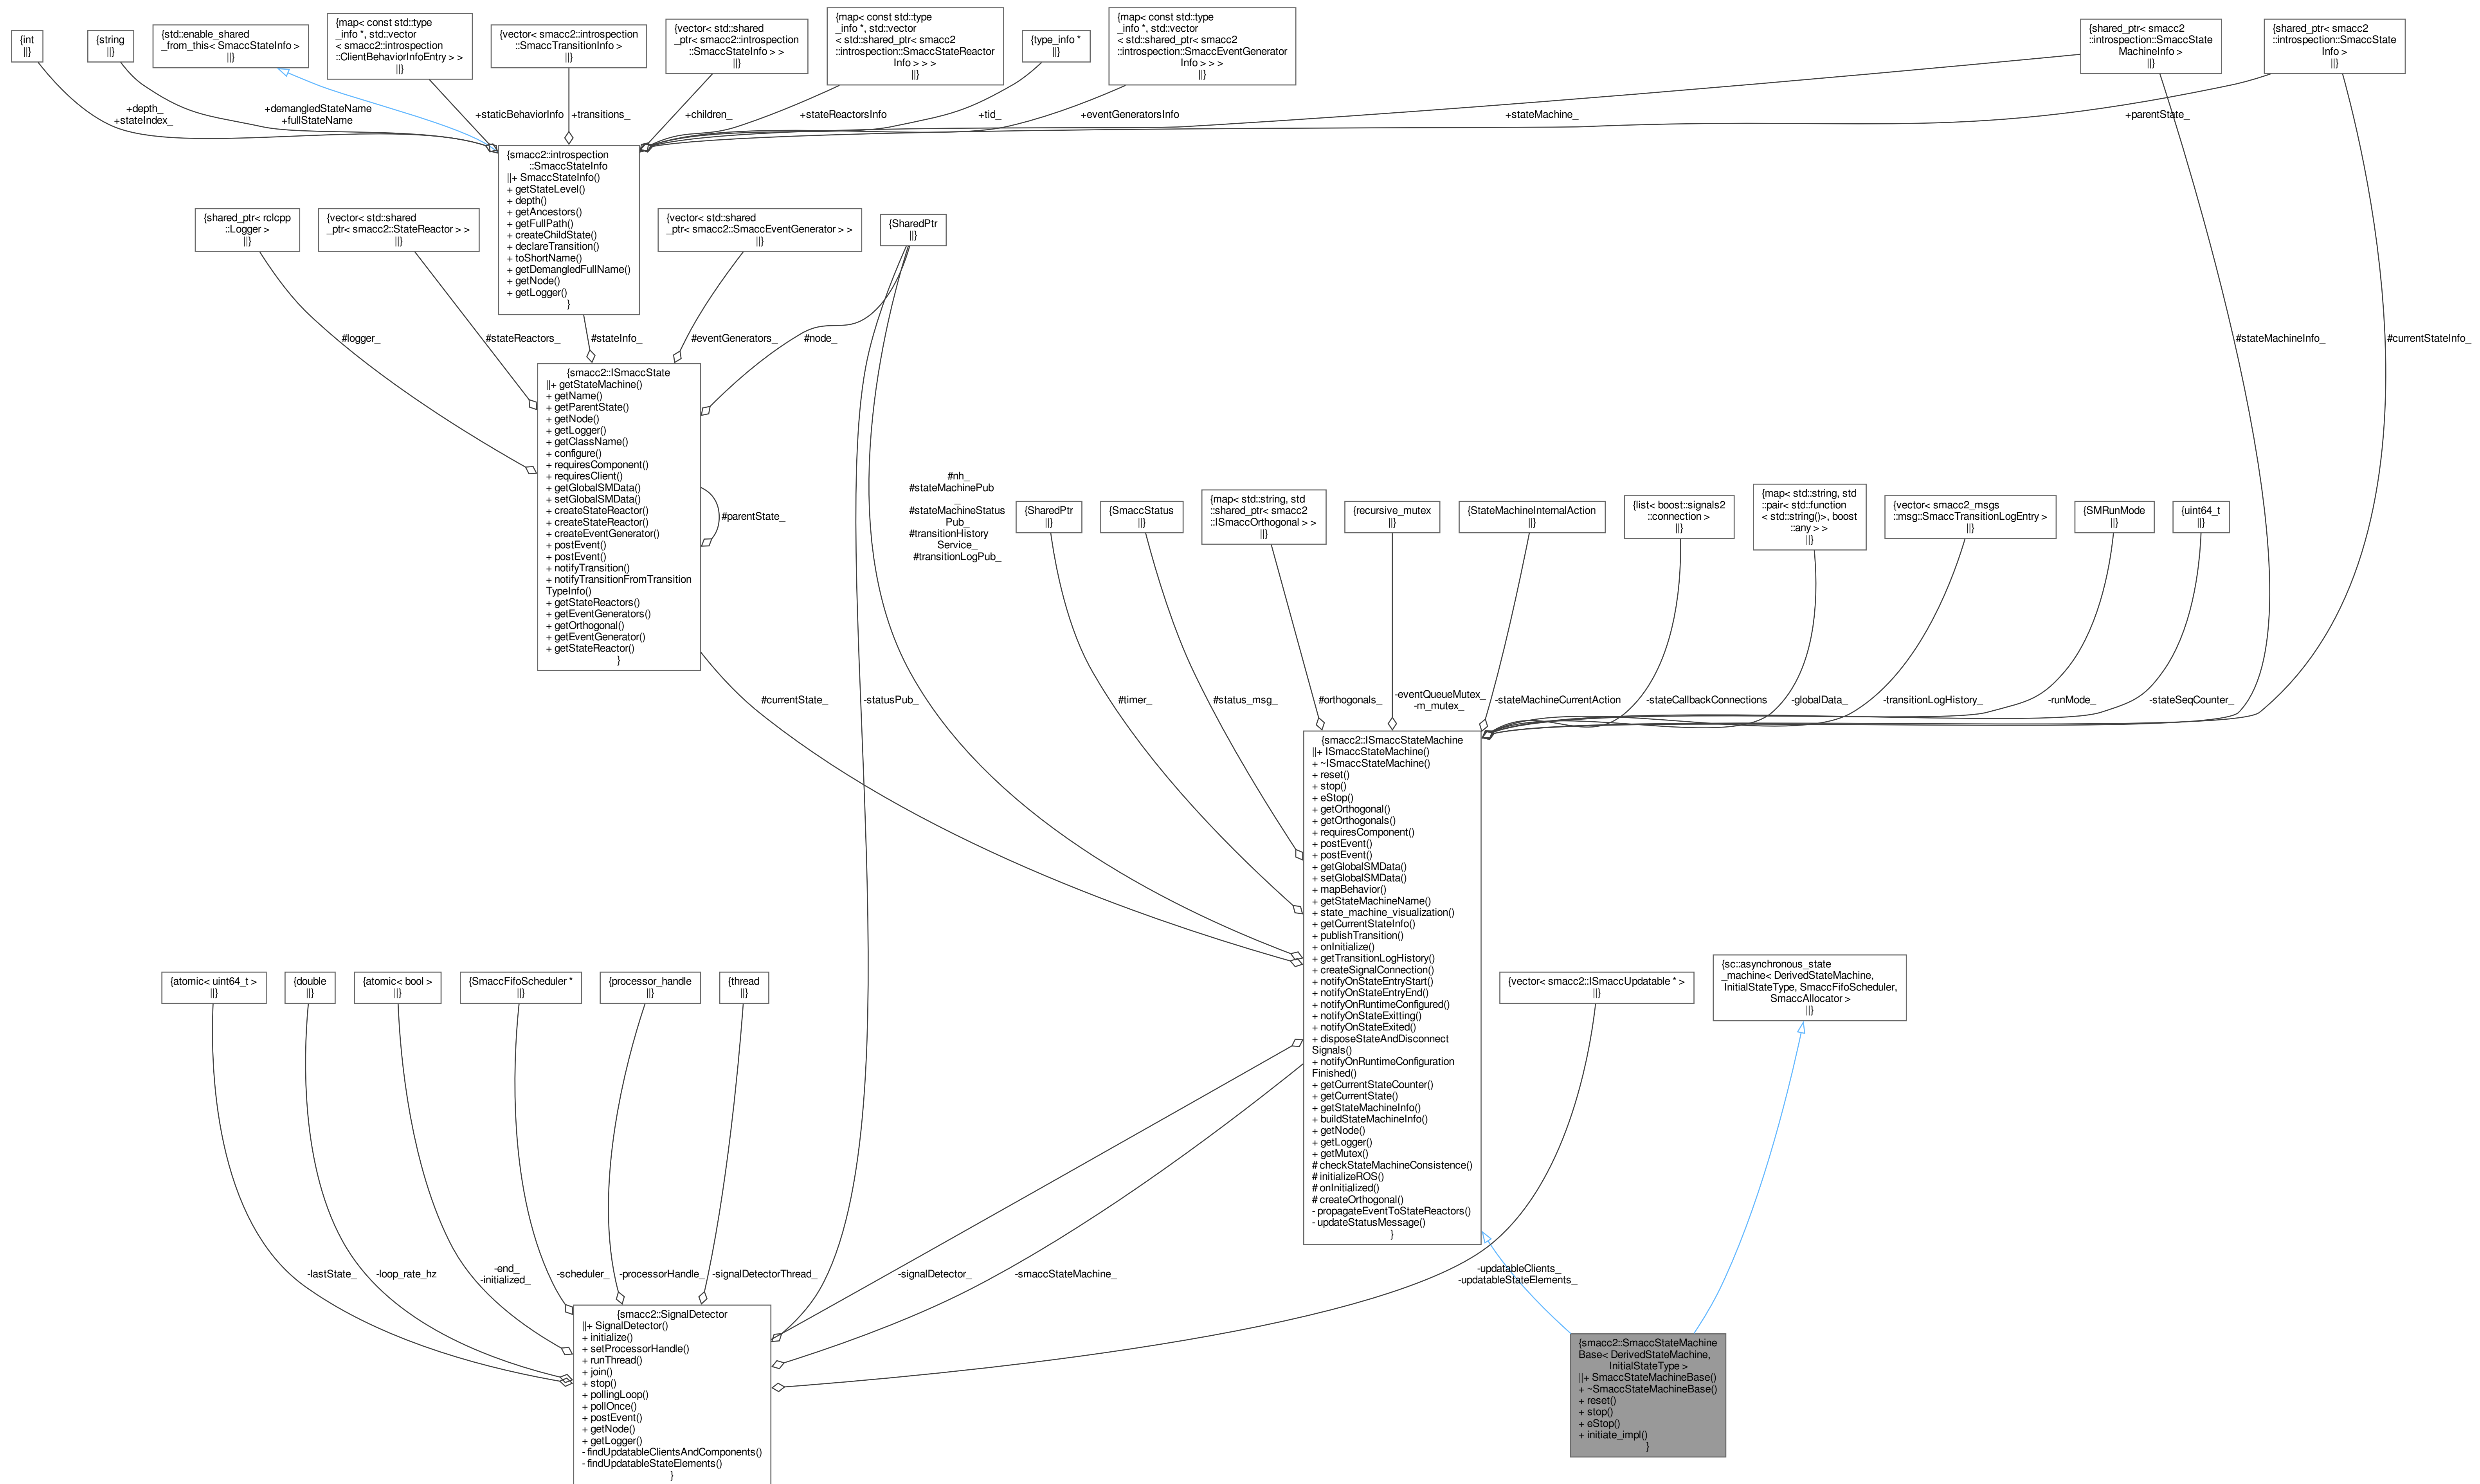 {int
||}
{string
||}
{std::enable_shared
_from_this< SmaccStateInfo >
||}
{map< const std::type
_info *, std::vector
< smacc2::introspection
::ClientBehaviorInfoEntry > >
||}
{vector< smacc2::introspection
::SmaccTransitionInfo >
||}
{vector< std::shared
_ptr< smacc2::introspection
::SmaccStateInfo > >
||}
{map< const std::type
_info *, std::vector
< std::shared_ptr< smacc2
::introspection::SmaccStateReactor
Info > > >
||}
{type_info *
||}
{map< const std::type
_info *, std::vector
< std::shared_ptr< smacc2
::introspection::SmaccEventGenerator
Info > > >
||}
{shared_ptr< smacc2
::introspection::SmaccState
MachineInfo >
||}
{shared_ptr< smacc2
::introspection::SmaccState
Info >
||}
+depth_
+stateIndex_
+demangledStateName
+fullStateName
+staticBehaviorInfo
+transitions_
+children_
+stateReactorsInfo
+tid_
+eventGeneratorsInfo
+stateMachine_
+parentState_
{smacc2::introspection
::SmaccStateInfo
||+ SmaccStateInfo()
+ getStateLevel()
+ depth()
+ getAncestors()
+ getFullPath()
+ createChildState()
+ declareTransition()
+ toShortName()
+ getDemangledFullName()
+ getNode()
+ getLogger()
}
{shared_ptr< rclcpp
::Logger >
||}
{vector< std::shared
_ptr< smacc2::StateReactor > >
||}
{vector< std::shared
_ptr< smacc2::SmaccEventGenerator > >
||}
{SharedPtr
||}
#logger_
#stateReactors_
#stateInfo_
#eventGenerators_
#node_
#stateMachineInfo_
#currentStateInfo_
{smacc2::ISmaccState
||+ getStateMachine()
+ getName()
+ getParentState()
+ getNode()
+ getLogger()
+ getClassName()
+ configure()
+ requiresComponent()
+ requiresClient()
+ getGlobalSMData()
+ setGlobalSMData()
+ createStateReactor()
+ createStateReactor()
+ createEventGenerator()
+ postEvent()
+ postEvent()
+ notifyTransition()
+ notifyTransitionFromTransition
TypeInfo()
+ getStateReactors()
+ getEventGenerators()
+ getOrthogonal()
+ getEventGenerator()
+ getStateReactor()
}
#parentState_
#nh_
#stateMachinePub
_
#stateMachineStatus
Pub_
#transitionHistory
Service_
#transitionLogPub_
{SharedPtr
||}
{SmaccStatus
||}
{map< std::string, std
::shared_ptr< smacc2
::ISmaccOrthogonal > >
||}
{recursive_mutex
||}
{StateMachineInternalAction
||}
{list< boost::signals2
::connection >
||}
{map< std::string, std
::pair< std::function
< std::string()>, boost
::any > >
||}
{vector< smacc2_msgs
::msg::SmaccTransitionLogEntry >
||}
{SMRunMode
||}
{uint64_t
||}
#currentState_
-statusPub_
#timer_
#status_msg_
#orthogonals_
-eventQueueMutex_
-m_mutex_
-stateMachineCurrentAction
-stateCallbackConnections
-globalData_
-transitionLogHistory_
-runMode_
-stateSeqCounter_
{smacc2::ISmaccStateMachine
||+ ISmaccStateMachine()
+ ~ISmaccStateMachine()
+ reset()
+ stop()
+ eStop()
+ getOrthogonal()
+ getOrthogonals()
+ requiresComponent()
+ postEvent()
+ postEvent()
+ getGlobalSMData()
+ setGlobalSMData()
+ mapBehavior()
+ getStateMachineName()
+ state_machine_visualization()
+ getCurrentStateInfo()
+ publishTransition()
+ onInitialize()
+ getTransitionLogHistory()
+ createSignalConnection()
+ notifyOnStateEntryStart()
+ notifyOnStateEntryEnd()
+ notifyOnRuntimeConfigured()
+ notifyOnStateExitting()
+ notifyOnStateExited()
+ disposeStateAndDisconnect
Signals()
+ notifyOnRuntimeConfiguration
Finished()
+ getCurrentStateCounter()
+ getCurrentState()
+ getStateMachineInfo()
+ buildStateMachineInfo()
+ getNode()
+ getLogger()
+ getMutex()
# checkStateMachineConsistence()
# initializeROS()
# onInitialized()
# createOrthogonal()
- propagateEventToStateReactors()
- updateStatusMessage()
}
{atomic< uint64_t >
||}
{double
||}
{atomic< bool >
||}
{SmaccFifoScheduler *
||}
{processor_handle
||}
{thread
||}
{vector< smacc2::ISmaccUpdatable * >
||}
{sc::asynchronous_state
_machine< DerivedStateMachine,
InitialStateType, SmaccFifoScheduler,
SmaccAllocator >
||}
-lastState_
-loop_rate_hz
-end_
-initialized_
-scheduler_
-processorHandle_
-signalDetectorThread_
-signalDetector_
-smaccStateMachine_
-updatableClients_
-updatableStateElements_
{smacc2::SignalDetector
||+ SignalDetector()
+ initialize()
+ setProcessorHandle()
+ runThread()
+ join()
+ stop()
+ pollingLoop()
+ pollOnce()
+ postEvent()
+ getNode()
+ getLogger()
- findUpdatableClientsAndComponents()
- findUpdatableStateElements()
}
{smacc2::SmaccStateMachine
Base< DerivedStateMachine,
InitialStateType >
||+ SmaccStateMachineBase()
+ ~SmaccStateMachineBase()
+ reset()
+ stop()
+ eStop()
+ initiate_impl()
}